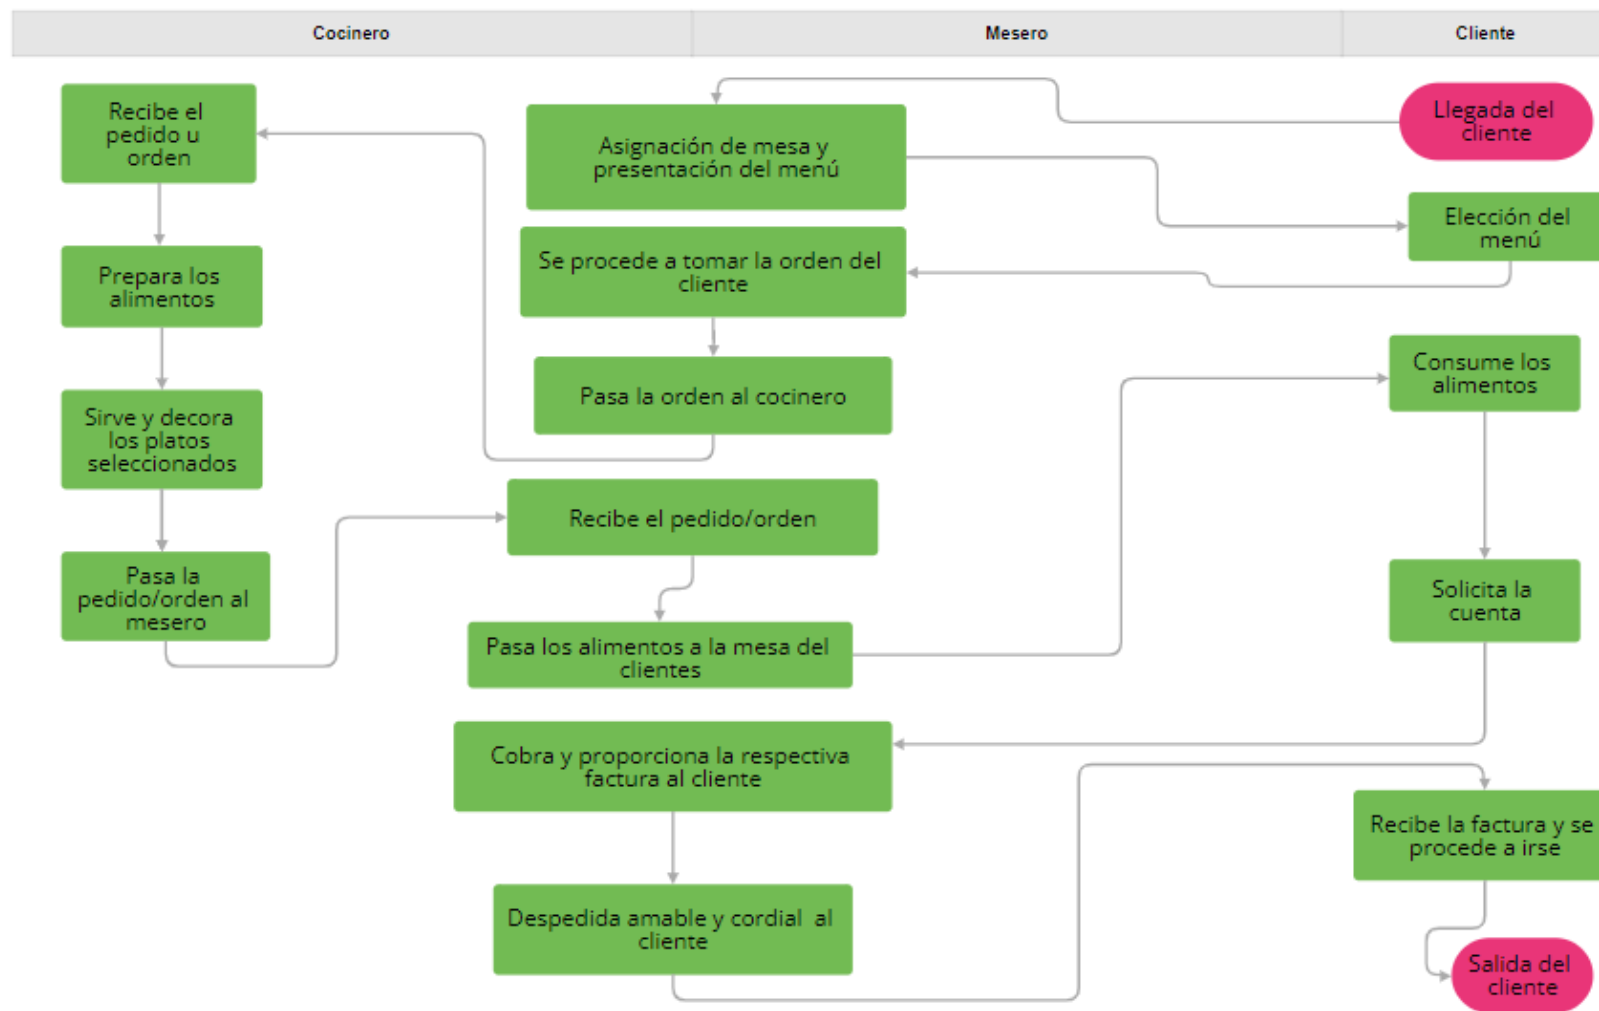 Cocinero
Mesero
Cliente
Recibe el
pedido u
orden
Prepara los
alimentos
Sirve y decora
los platos
seleccionados
Pasa la
pedido/orden al
mesero
Asignación de mesa y
presentación del menú
Se procede a tomar la orden del
cliente
Pasa la orden al cocinero
Recibe el pedido/orden
Pasa los alimentos a la mesa del
clientes
Cobra y proporciona la respectiva
factura al cliente
Despedida amable y cordial al
cliente
Llegada del
cliente
Elección del
menú
Consume los
alimentos
Solicita la
cuenta
Recibe la factura y se
procede a irse
Salida del
cliente